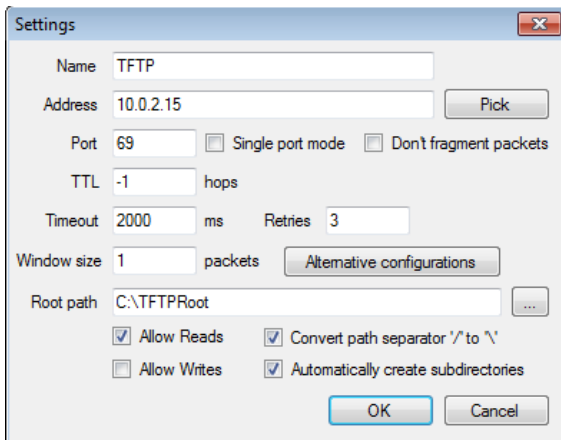 Settings
Name TFTP
Address 10.0.2.15 Pick
Port 69 Single port mode Don't fragment packets
TTL -1 hops
Timeout 2000 ms Retries 3
Window size 1 packets Alternative configurations
Root path C:\TFTPRoot ...
Allow Reads Convert path separator '/' to '\'
Allow Writes Automatically create subdirectories
OK Cancel